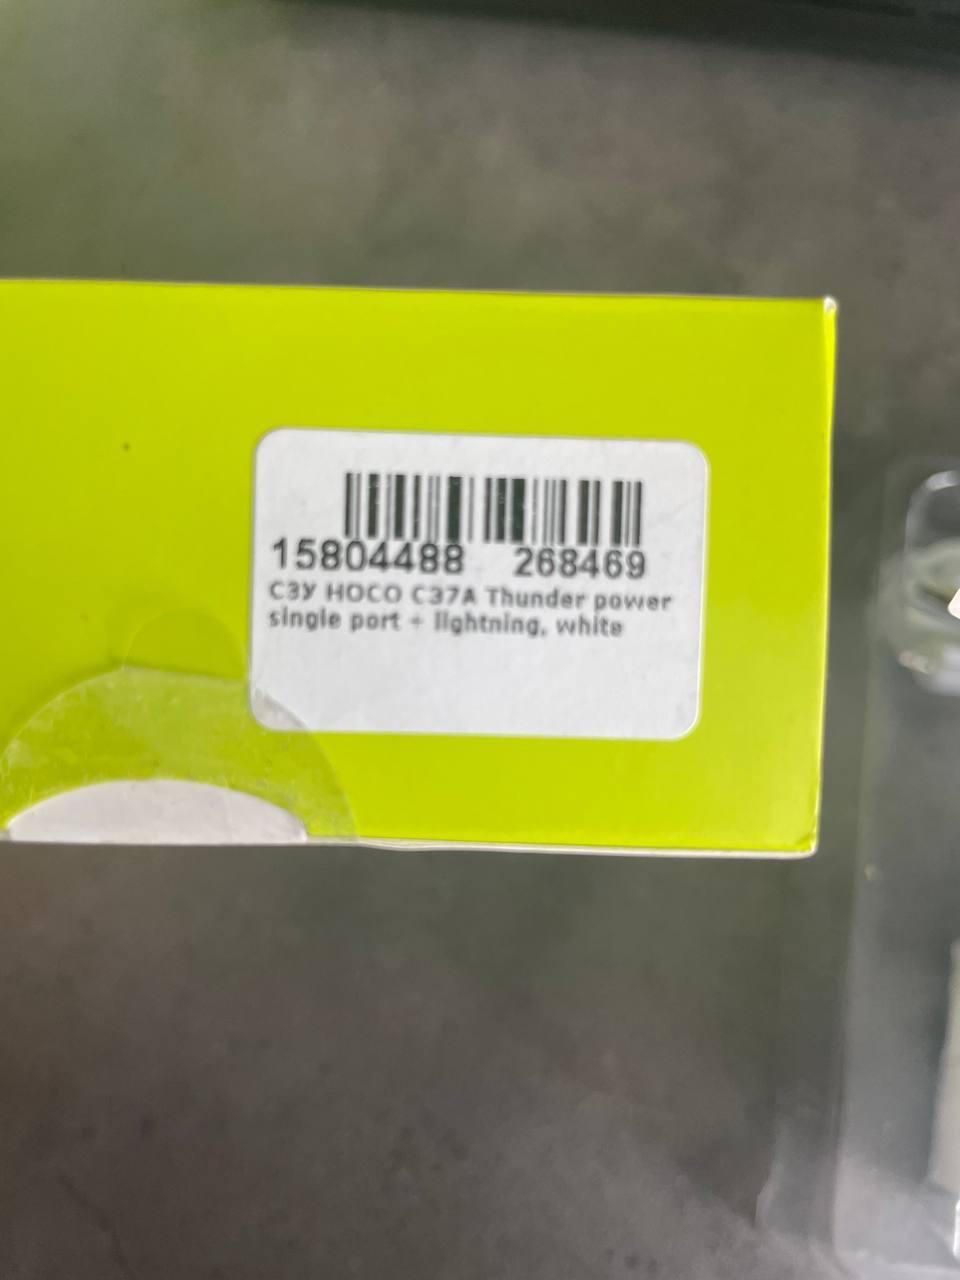 15804488 268469
СЗУ HOCO C37A Thunder power
single port + lightning, white